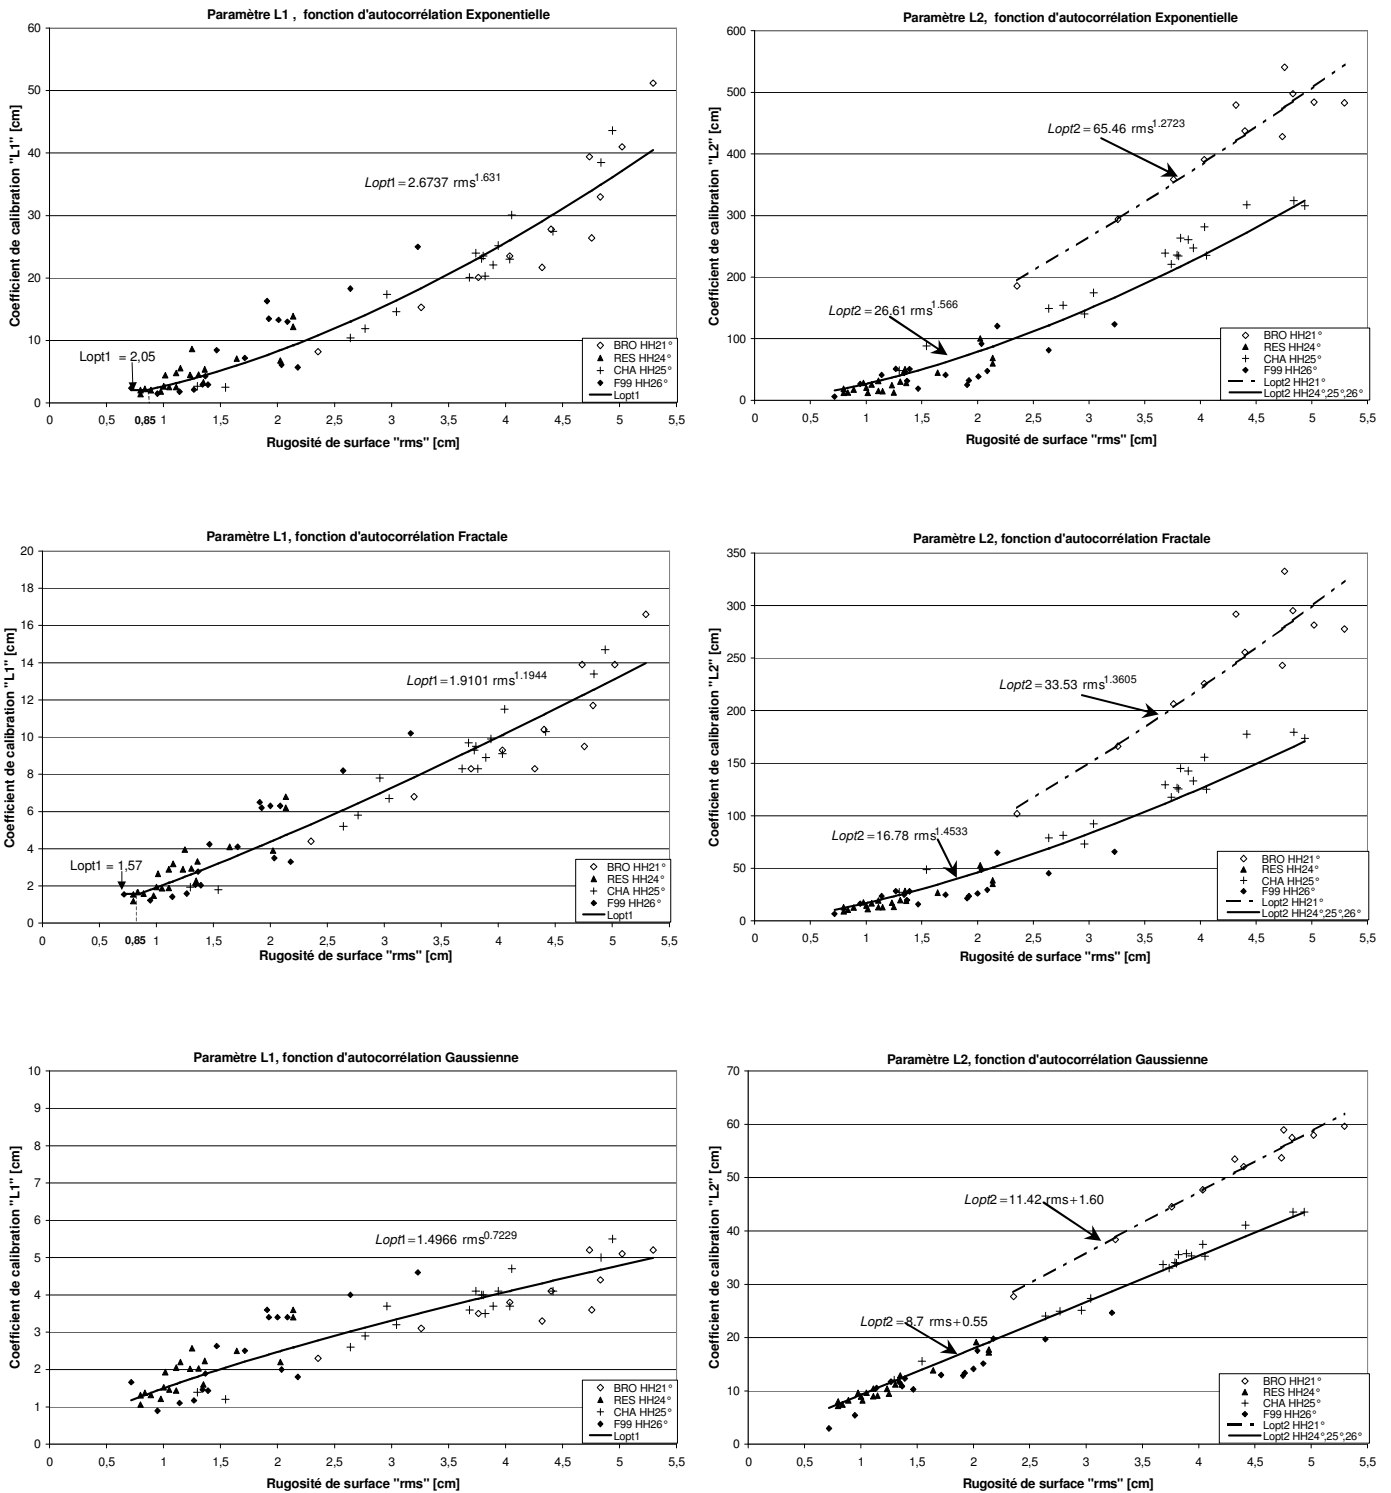 Paramètre L1 , fonction d'autocorrélation Exponentielle
Coefficient de calibration "L1" [cm]
60
50
40
30
20
10
0
Lopt1 = 2.6737 rms^1.631
Lopt1 = 2,05
BRO HH21°
RES HH24°
CHA HH25°
F99 HH26°
Lopt1
0 0,5 0,85 1 1,5 2 2,5 3 3,5 4 4,5 5 5,5
Rugosité de surface "rms" [cm]
Paramètre L2, fonction d'autocorrélation Exponentielle
Coefficient de calibration "L2" [cm]
600
500
400
300
200
100
0
Lopt2 = 65.46 rms^1.2723
Lopt2 = 26.61 rms^1.566
BRO HH21°
RES HH24°
CHA HH25°
F99 HH26°
Lopt2 HH21°
Lopt2 HH24°,25°,26°
0 0,5 1 1,5 2 2,5 3 3,5 4 4,5 5 5,5
Rugosité de surface "rms" [cm]
Paramètre L1, fonction d'autocorrélation Fractale
Coefficient de calibration "L1" [cm]
20
18
16
14
12
10
8
6
4
2
0
Lopt1 = 1.9101 rms^1.1944
Lopt1 = 1,57
BRO HH21°
RES HH24°
CHA HH25°
F99 HH26°
Lopt1
0 0,5 0,85 1 1,5 2 2,5 3 3,5 4 4,5 5 5,5
Rugosité de surface "rms" [cm]
Paramètre L2, fonction d'autocorrélation Fractale
Coefficient de calibration "L2" [cm]
350
300
250
200
150
100
50
0
Lopt2 = 33.53 rms^1.3605
Lopt2 = 16.78 rms^1.4533
BRO HH21°
RES HH24°
CHA HH25°
F99 HH26°
Lopt2 HH21°
Lopt2 HH24°,25°,26°
0 0,5 1 1,5 2 2,5 3 3,5 4 4,5 5 5,5
Rugosité de surface "rms" [cm]
Paramètre L1, fonction d'autocorrélation Gaussienne
Coefficient de calibration "L1" [cm]
10
9
8
7
6
5
4
3
2
1
0
Lopt1 = 1.4966 rms^0.7229
BRO HH21°
RES HH24°
CHA HH25°
F99 HH26°
Lopt1
0 0,5 1 1,5 2 2,5 3 3,5 4 4,5 5 5,5
Rugosité de surface "rms" [cm]
Paramètre L2, fonction d'autocorrélation Gaussienne
Coefficient de calibration "L2" [cm]
70
60
50
40
30
20
10
0
Lopt2 = 11.42 rms+1.60
Lopt2 = 8.7 rms+0.55
BRO HH21°
RES HH24°
CHA HH25°
F99 HH26°
Lopt2 HH21°
Lopt2 HH24°,25°,26°
0 0,5 1 1,5 2 2,5 3 3,5 4 4,5 5 5,5
Rugosité de surface "rms" [cm]